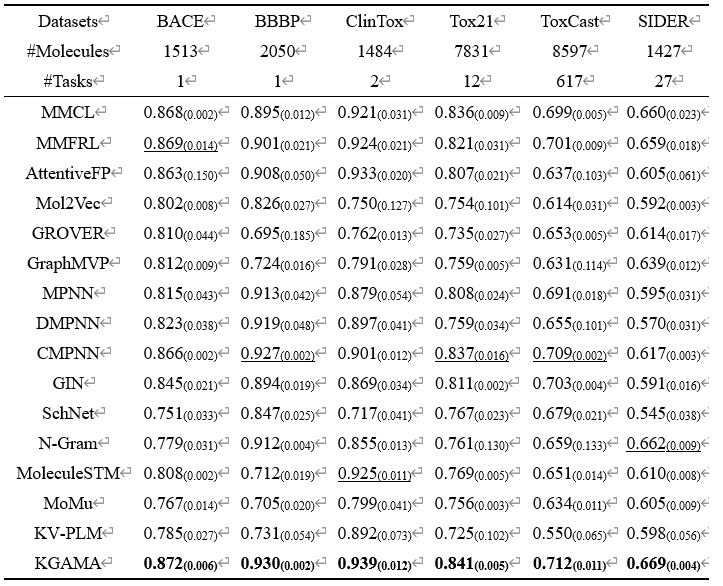 Datasets BACE BBBP ClinTox Tox21 ToxCast SIDER
#Molecules 1513 2050 1484 7831 8597 1427
#Tasks 1 1 2 12 617 27
MMCL 0.868(0.002) 0.895(0.012) 0.921(0.031) 0.836(0.009) 0.699(0.005) 0.660(0.023)
MMFRL 0.869(0.014) 0.901(0.021) 0.924(0.021) 0.821(0.031) 0.701(0.009) 0.659(0.018)
AttentiveFP 0.863(0.150) 0.908(0.050) 0.933(0.020) 0.807(0.021) 0.637(0.103) 0.605(0.061)
Mol2Vec 0.802(0.008) 0.826(0.027) 0.750(0.127) 0.754(0.101) 0.614(0.031) 0.592(0.003)
GROVER 0.810(0.044) 0.695(0.185) 0.762(0.013) 0.735(0.027) 0.653(0.005) 0.614(0.017)
GraphMVP 0.812(0.009) 0.724(0.016) 0.791(0.028) 0.759(0.005) 0.631(0.114) 0.639(0.012)
MPNN 0.815(0.043) 0.913(0.042) 0.879(0.054) 0.808(0.024) 0.691(0.018) 0.595(0.031)
DMPNN 0.823(0.038) 0.919(0.048) 0.897(0.041) 0.759(0.034) 0.655(0.101) 0.570(0.031)
CMPNN 0.866(0.002) 0.927(0.002) 0.901(0.012) 0.837(0.016) 0.709(0.002) 0.617(0.003)
GIN 0.845(0.021) 0.894(0.019) 0.869(0.034) 0.811(0.002) 0.703(0.004) 0.591(0.016)
SchNet 0.751(0.033) 0.847(0.025) 0.717(0.041) 0.767(0.023) 0.679(0.021) 0.545(0.038)
N-Gram 0.779(0.031) 0.912(0.004) 0.855(0.013) 0.761(0.130) 0.659(0.133) 0.662(0.009)
MoleculeSTM 0.808(0.002) 0.712(0.019) 0.925(0.011) 0.769(0.005) 0.651(0.014) 0.610(0.008)
MoMu 0.767(0.014) 0.705(0.020) 0.799(0.041) 0.756(0.003) 0.634(0.011) 0.605(0.009)
KV-PLM 0.785(0.027) 0.731(0.054) 0.892(0.073) 0.725(0.102) 0.550(0.065) 0.598(0.056)
KGAMA 0.872(0.006) 0.930(0.002) 0.939(0.012) 0.841(0.005) 0.712(0.011) 0.669(0.004)